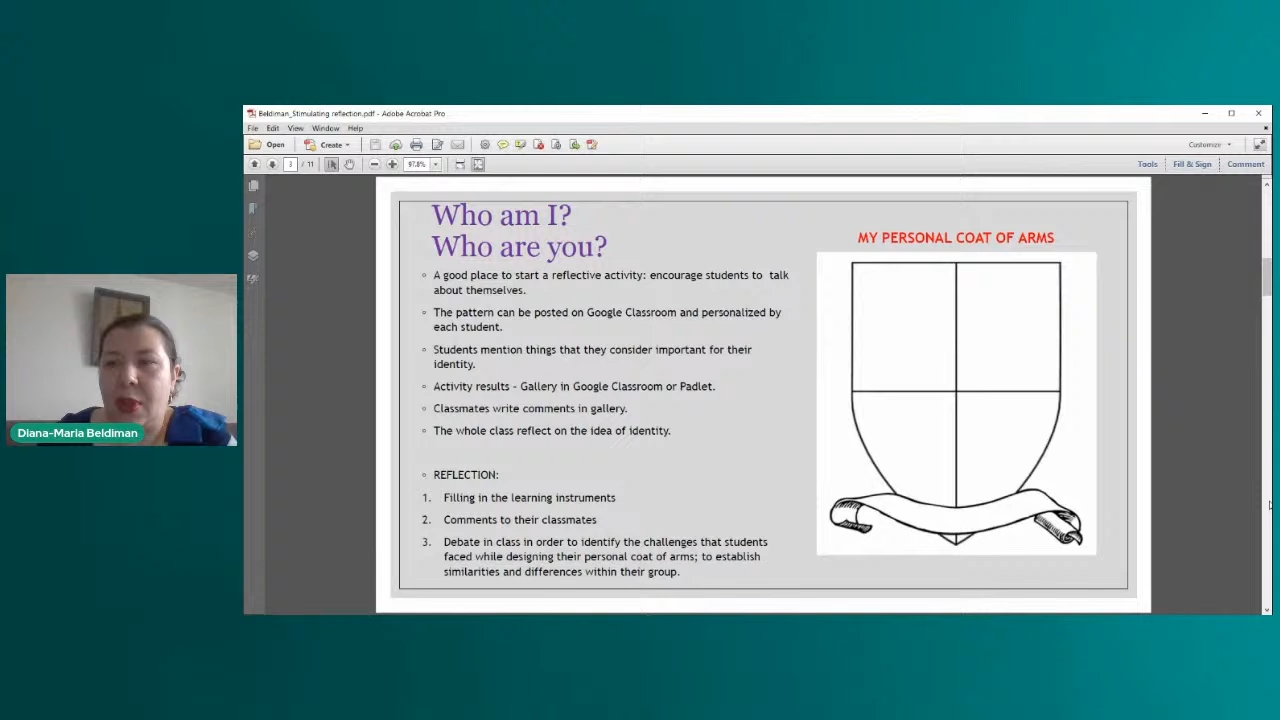 Beldiman_Stimulating reflection.pdf - Adobe Acrobat Pro
File Edit View Window Help
Open Create Customize
3 / 11 97.8% Tools Fill & Sign Comment
Who am I?
Who are you?
◦ A good place to start a reflective activity: encourage students to talk
about themselves.
◦ The pattern can be posted on Google Classroom and personalized by
each student.
◦ Students mention things that they consider important for their
identity.
◦ Activity results – Gallery in Google Classroom or Padlet.
◦ Classmates write comments in gallery.
◦ The whole class reflect on the idea of identity.
◦ REFLECTION:
1. Filling in the learning instruments
2. Comments to their classmates
3. Debate in class in order to identify the challenges that students
faced while designing their personal coat of arms; to establish
similarities and differences within their group.
MY PERSONAL COAT OF ARMS
Diana-Maria Beldiman